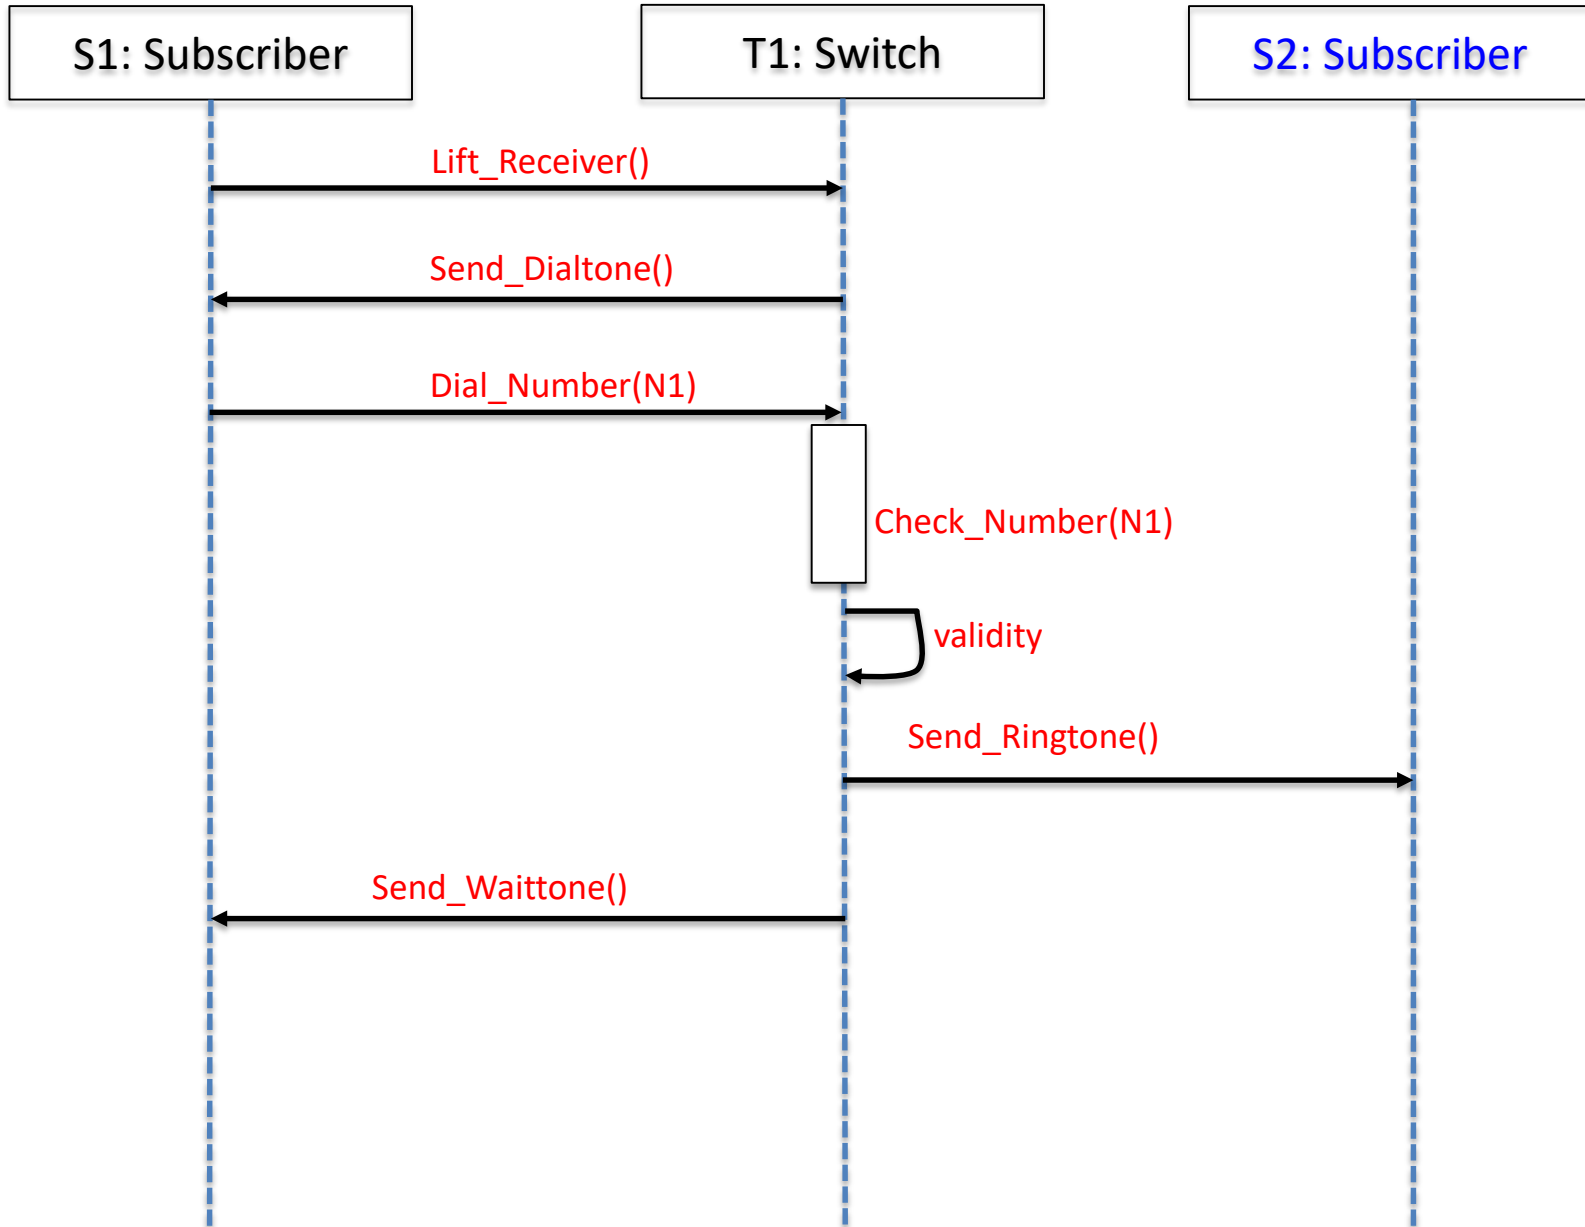 S1: Subscriber
T1: Switch
S2: Subscriber
Lift_Receiver()
Send_Dialtone()
Dial_Number(N1)
Check_Number(N1)
validity
Send_Ringtone()
Send_Waittone()